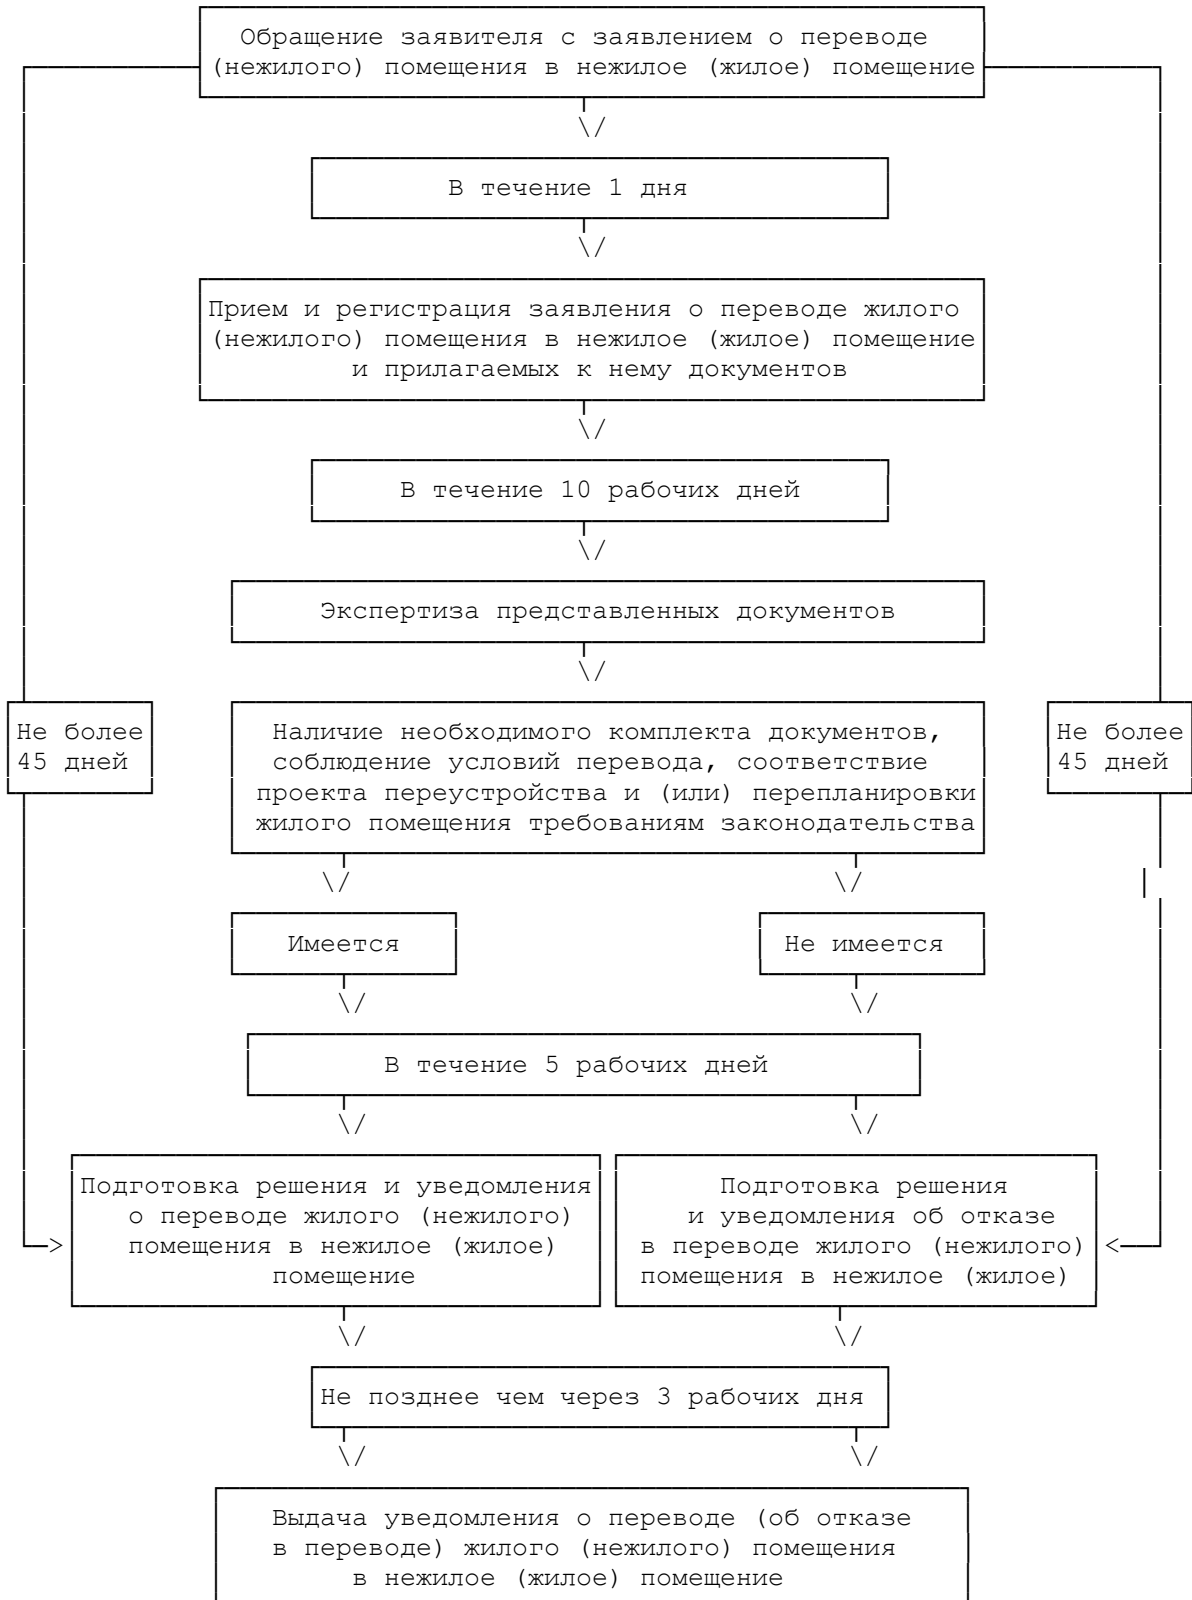 Обращение заявителя с заявлением о переводе
(нежилого) помещения в нежилое (жилое) помещение
В течение 1 дня
Прием и регистрация заявления о переводе жилого
(нежилого) помещения в нежилое (жилое) помещение
и прилагаемых к нему документов
В течение 10 рабочих дней
Экспертиза представленных документов
Не более
45 дней
Наличие необходимого комплекта документов,
соблюдение условий перевода, соответствие
проекта переустройства и (или) перепланировки
жилого помещения требованиям законодательства
Не более
45 дней
Имеется
Не имеется
В течение 5 рабочих дней
Подготовка решения и уведомления
о переводе жилого (нежилого)
помещения в нежилое (жилое)
помещение
Подготовка решения
и уведомления об отказе
в переводе жилого (нежилого)
помещения в нежилое (жилое)
Не позднее чем через 3 рабочих дня
Выдача уведомления о переводе (об отказе
в переводе) жилого (нежилого) помещения
в нежилое (жилое) помещение